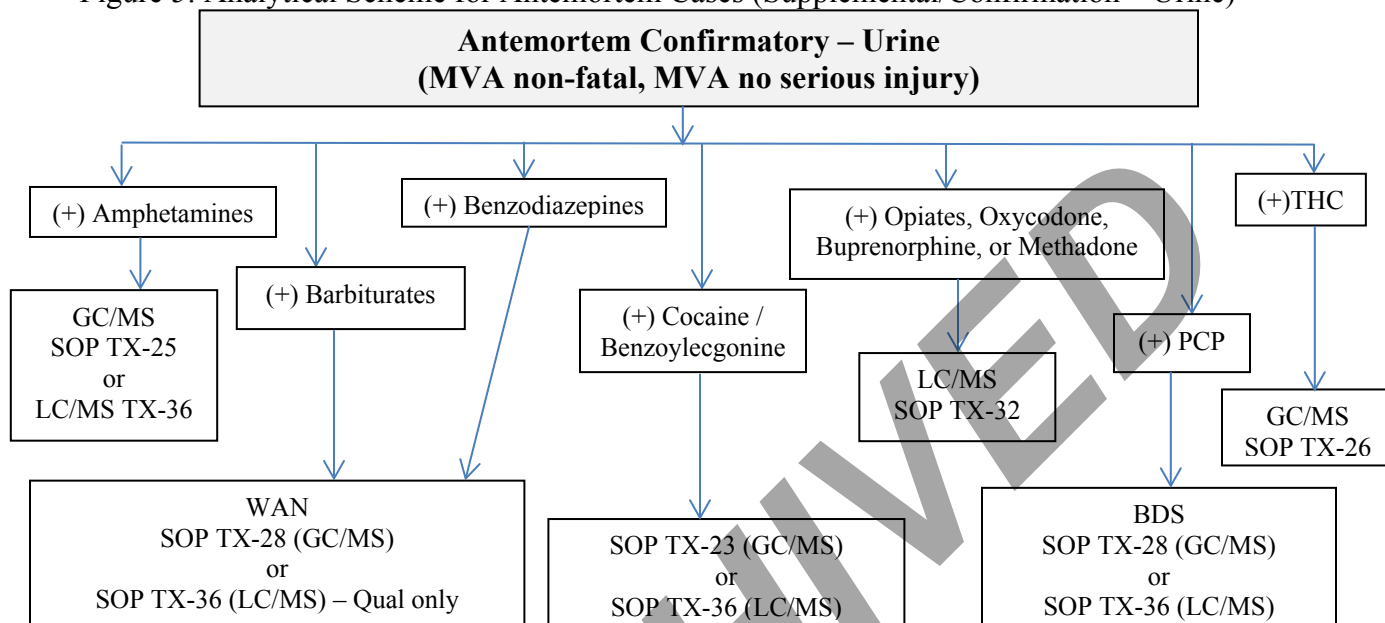 Figure 5: Analytical Scheme for Antemortem Cases (Supplemental/Confirmation – Urine)
Antemortem Confirmatory – Urine
(MVA non-fatal, MVA no serious injury)
(+) Amphetamines
(+) Benzodiazepines
(+) Opiates, Oxycodone,
Buprenorphine, or Methadone
(+)THC
(+) Barbiturates
(+) Cocaine /
Benzoylecgonine
(+) PCP
GC/MS
SOP TX-25
or
LC/MS TX-36
LC/MS
SOP TX-32
GC/MS
SOP TX-26
WAN
SOP TX-28 (GC/MS)
or
SOP TX-36 (LC/MS) – Qual only
SOP TX-23 (GC/MS)
or
SOP TX-36 (LC/MS)
BDS
SOP TX-28 (GC/MS)
or
SOP TX-36 (LC/MS)
HIVED